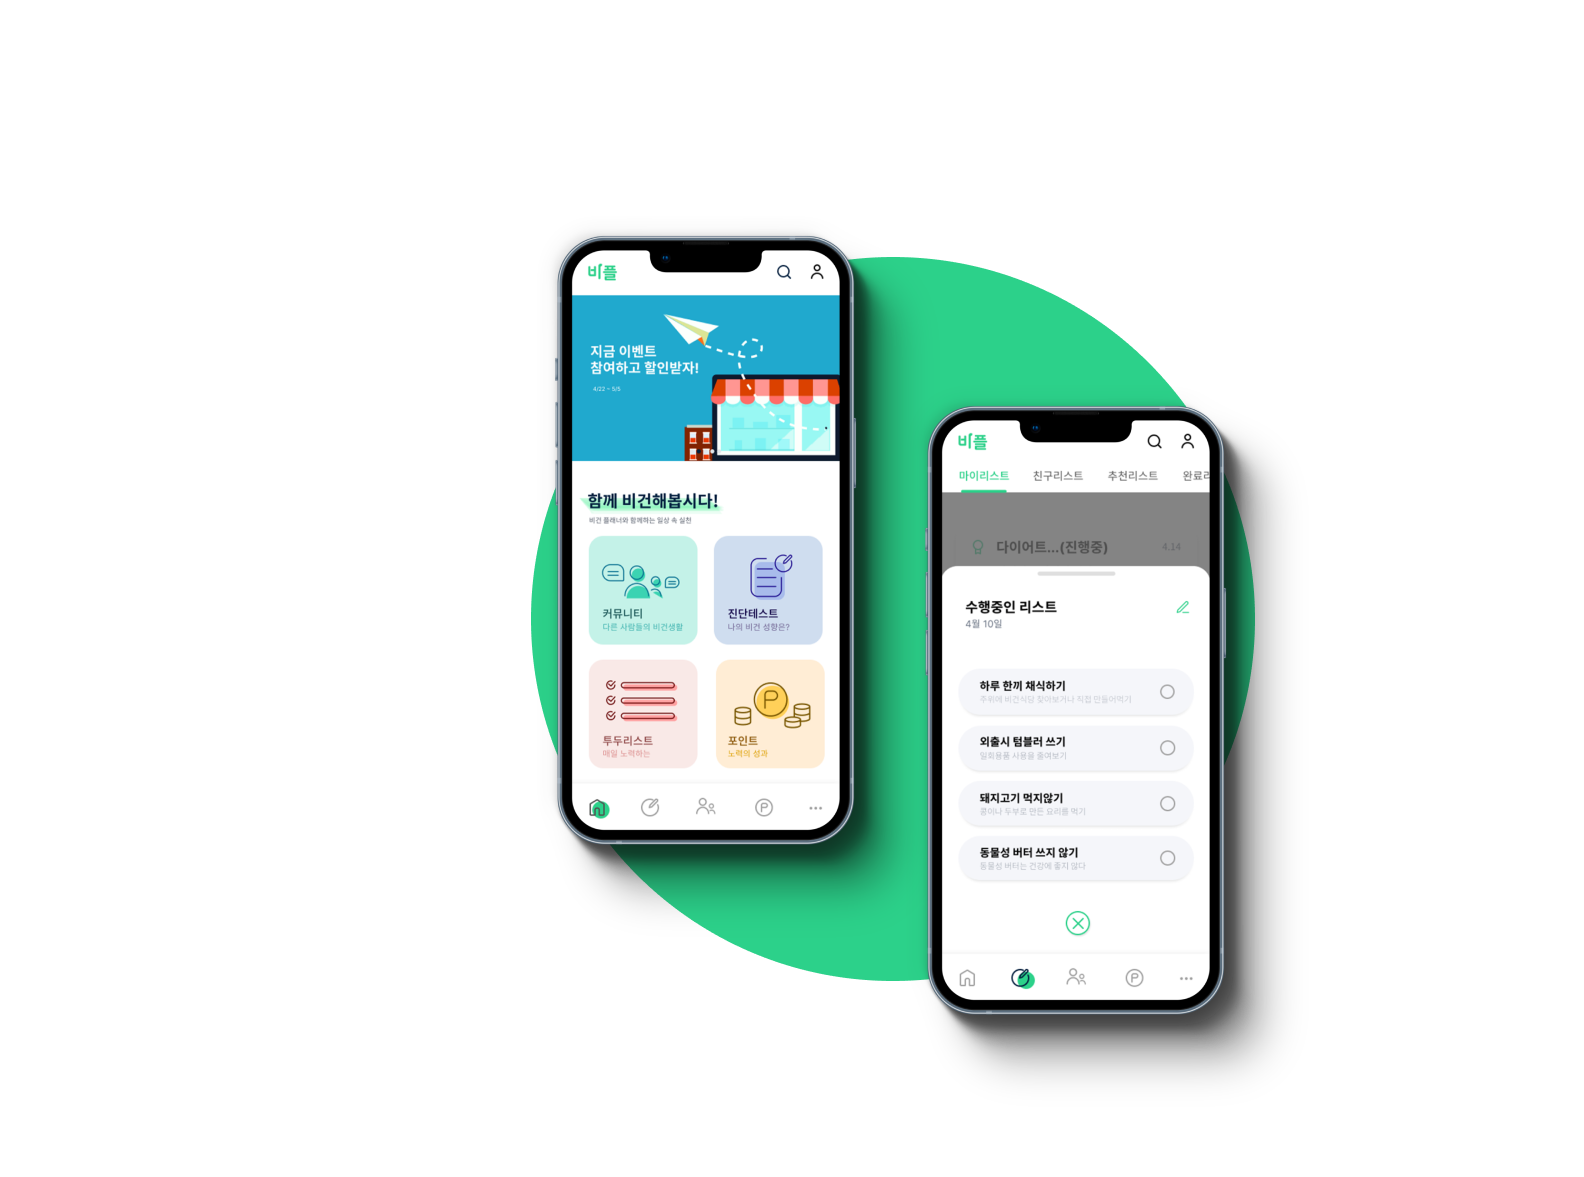 비플
지금 이벤트
참여하고 할인받자!
4/22 ~ 5/5
함께 비건해봅시다!
비건 플래너와 함께하는 일상 속 실천
커뮤니티
다른 사람들의 비건생활
진단테스트
나의 비건 성향은?
투두리스트
매일 노력하는
포인트
노력의 성과
비플
마이리스트 친구리스트 추천리스트 완료리
다이어트...(진행중) 4.14
수행중인 리스트
4월 10일
하루 한끼 채식하기
주위에 비건식당 찾아보거나 직접 만들어먹기
외출시 텀블러 쓰기
일회용품 사용을 줄여보기
돼지고기 먹지않기
콩이나 두부로 만든 요리를 먹기
동물성 버터 쓰지 않기
동물성 버터는 건강에 좋지 않다